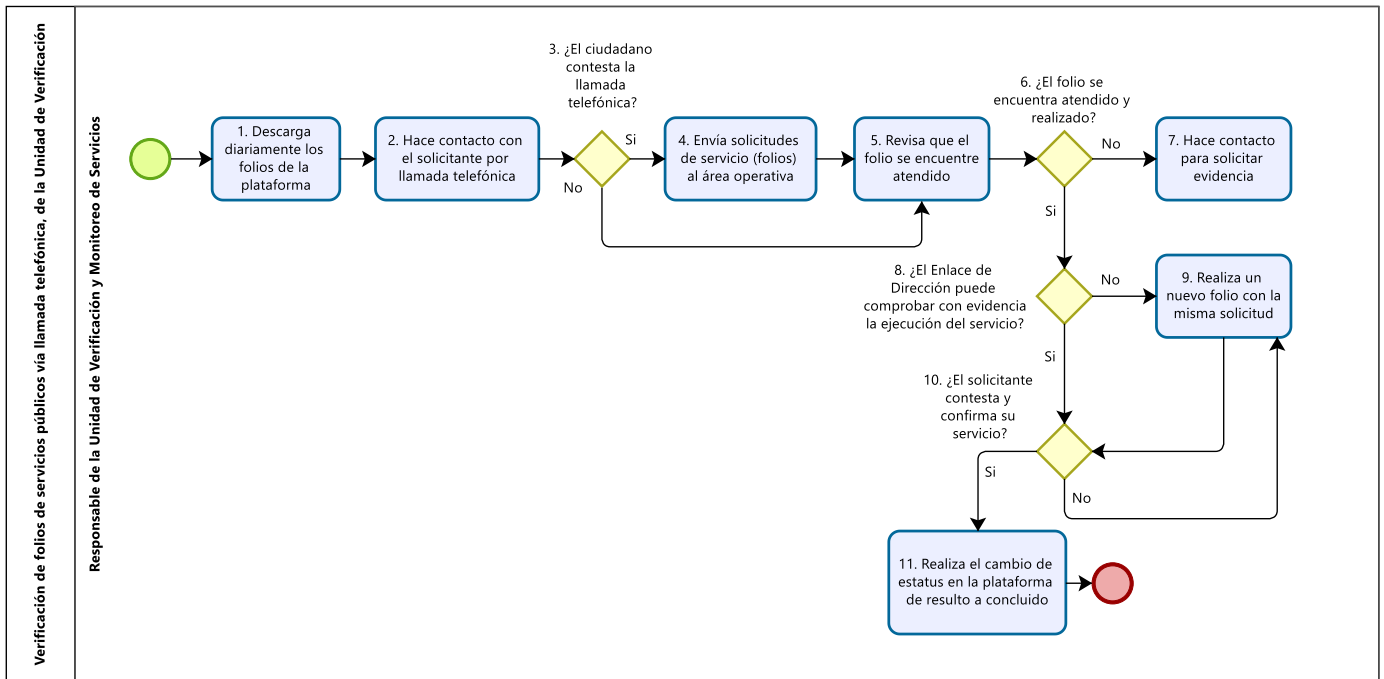 Verificación de folios de servicios públicos vía llamada telefónica, de la Unidad de Verificación
Responsable de la Unidad de Verificación y Monitoreo de Servicios
1. Descarga
diariamente los
folios de la
plataforma
2. Hace contacto con
el solicitante por
llamada telefónica
3. ¿El ciudadano
contesta la
llamada
telefónica?
Si
No
4. Envía solicitudes
de servicio (folios)
al área operativa
5. Revisa que el
folio se encuentre
atendido
6. ¿El folio se
encuentra atendido y
realizado?
No
Si
7. Hace contacto
para solicitar
evidencia
8. ¿El Enlace de
Dirección puede
comprobar con evidencia
la ejecución del servicio?
No
Si
9. Realiza un
nuevo folio con la
misma solicitud
10. ¿El solicitante
contesta y
confirma su
servicio?
Si
No
11. Realiza el cambio de
estatus en la plataforma
de resulto a concluido